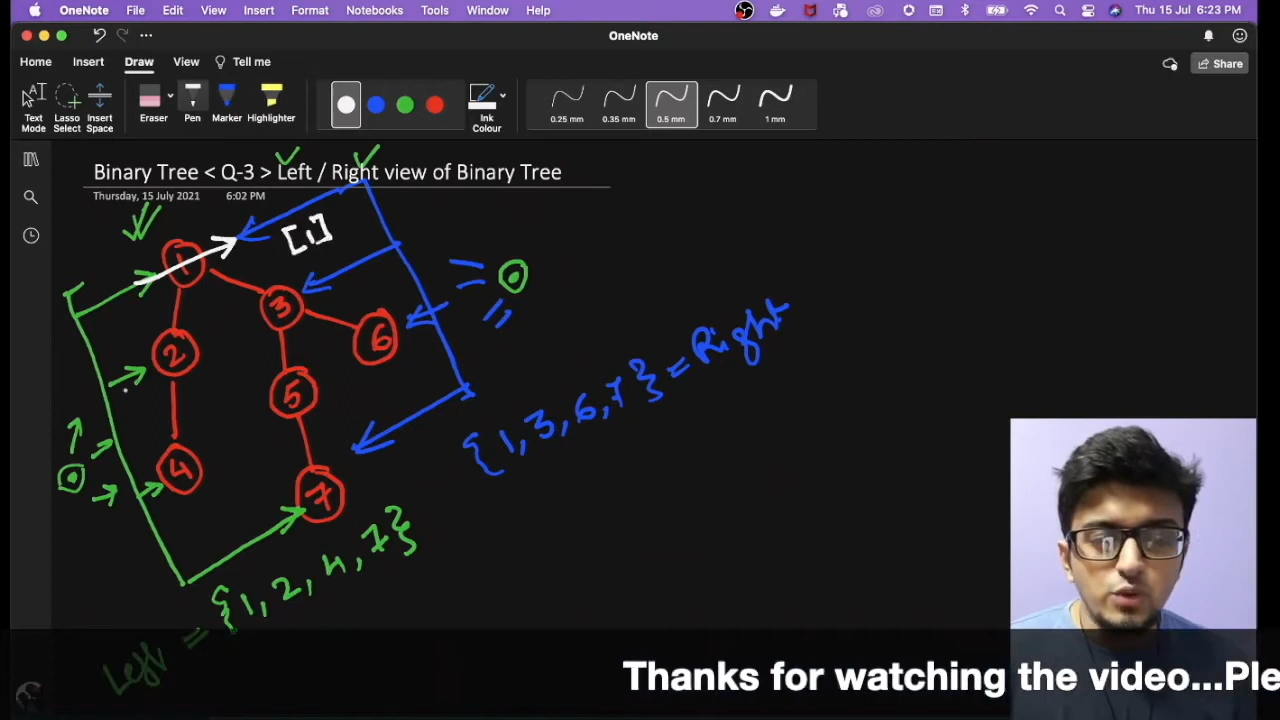 OneNote File Edit View Insert Format Notebooks Tools Window Help Thu 15 Jul 6:23 PM
OneNote
Home Insert Draw View Tell me Share
Text Mode Lasso Select Insert Space Eraser Pen Marker Highlighter Ink Colour 0.25 mm 0.35 mm 0.5 mm 0.7 mm 1 mm
Binary Tree < Q-3 > Left / Right view of Binary Tree
Thursday, 15 July 2021 6:02 PM
[1]
1
3
2
6
5
4
7
{1, 3, 6, 7} = Right
Left = {1, 2, 4, 7}
Thanks for watching the video...Ple